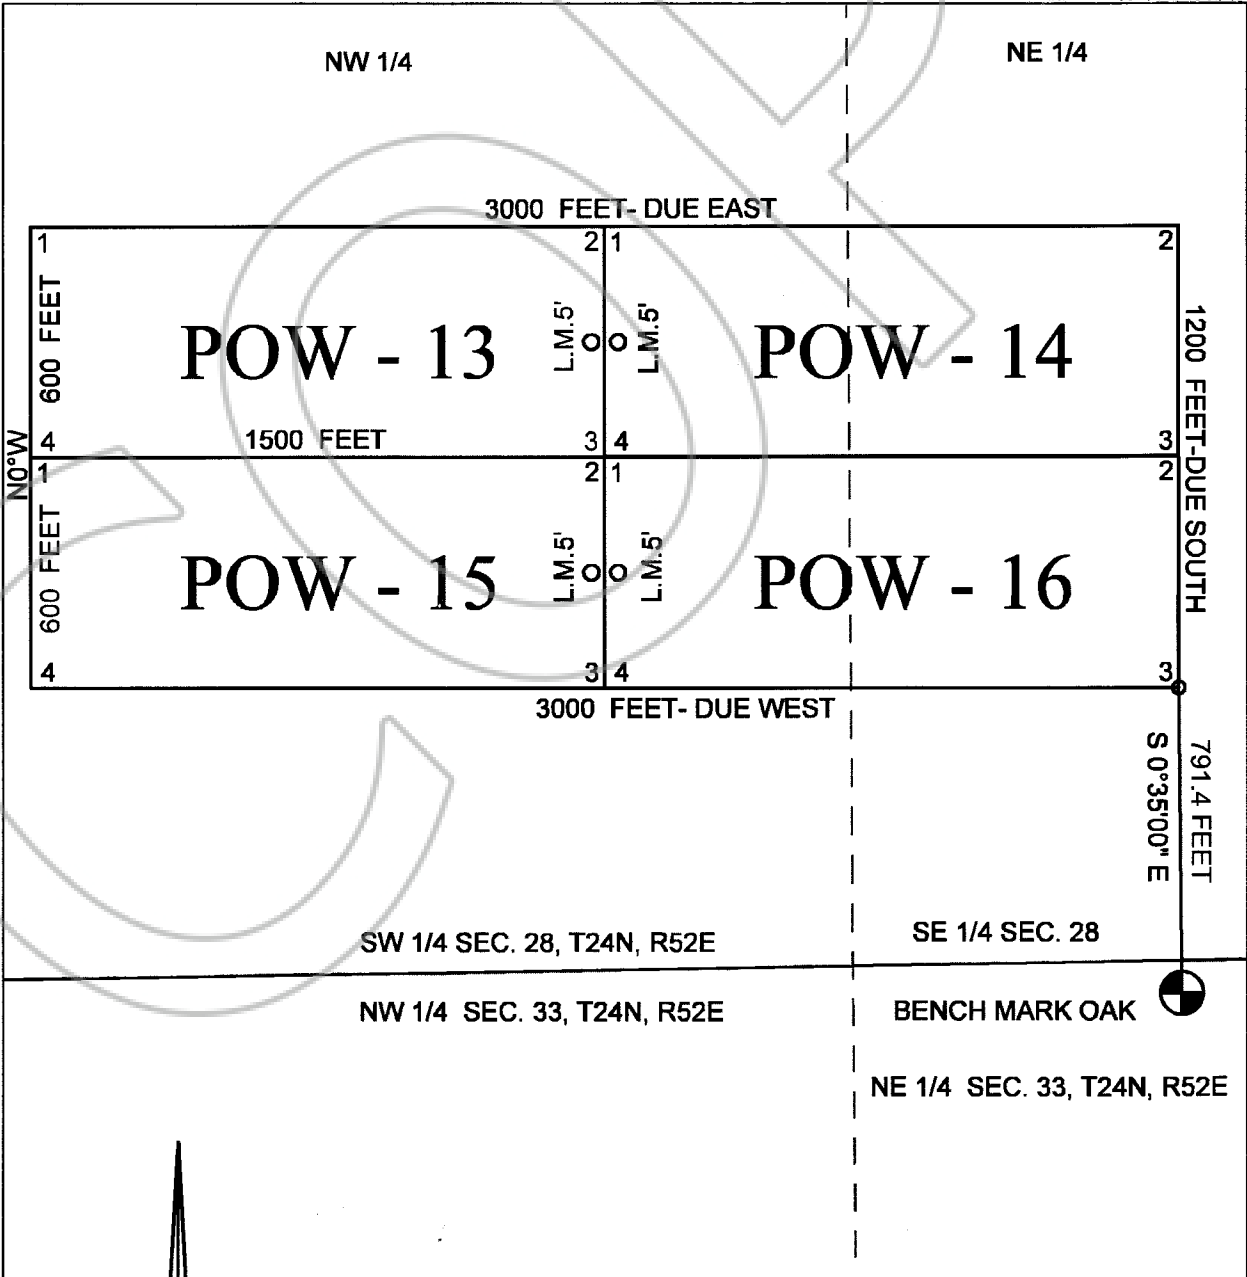 NW 1/4
NE 1/4
3000 FEET- DUE EAST
1
2
1
2
600 FEET
POW - 13
L.M.5'
L.M.5'
POW - 14
1200 FEET-DUE SOUTH
4
1500 FEET
3
4
3
N0°W
1
2
1
2
600 FEET
POW - 15
L.M.5'
L.M.5'
POW - 16
4
3
4
3
3000 FEET- DUE WEST
791.4 FEET
S 0°35'00" E
SW 1/4 SEC. 28, T24N, R52E
SE 1/4 SEC. 28
NW 1/4 SEC. 33, T24N, R52E
BENCH MARK OAK
NE 1/4 SEC. 33, T24N, R52E